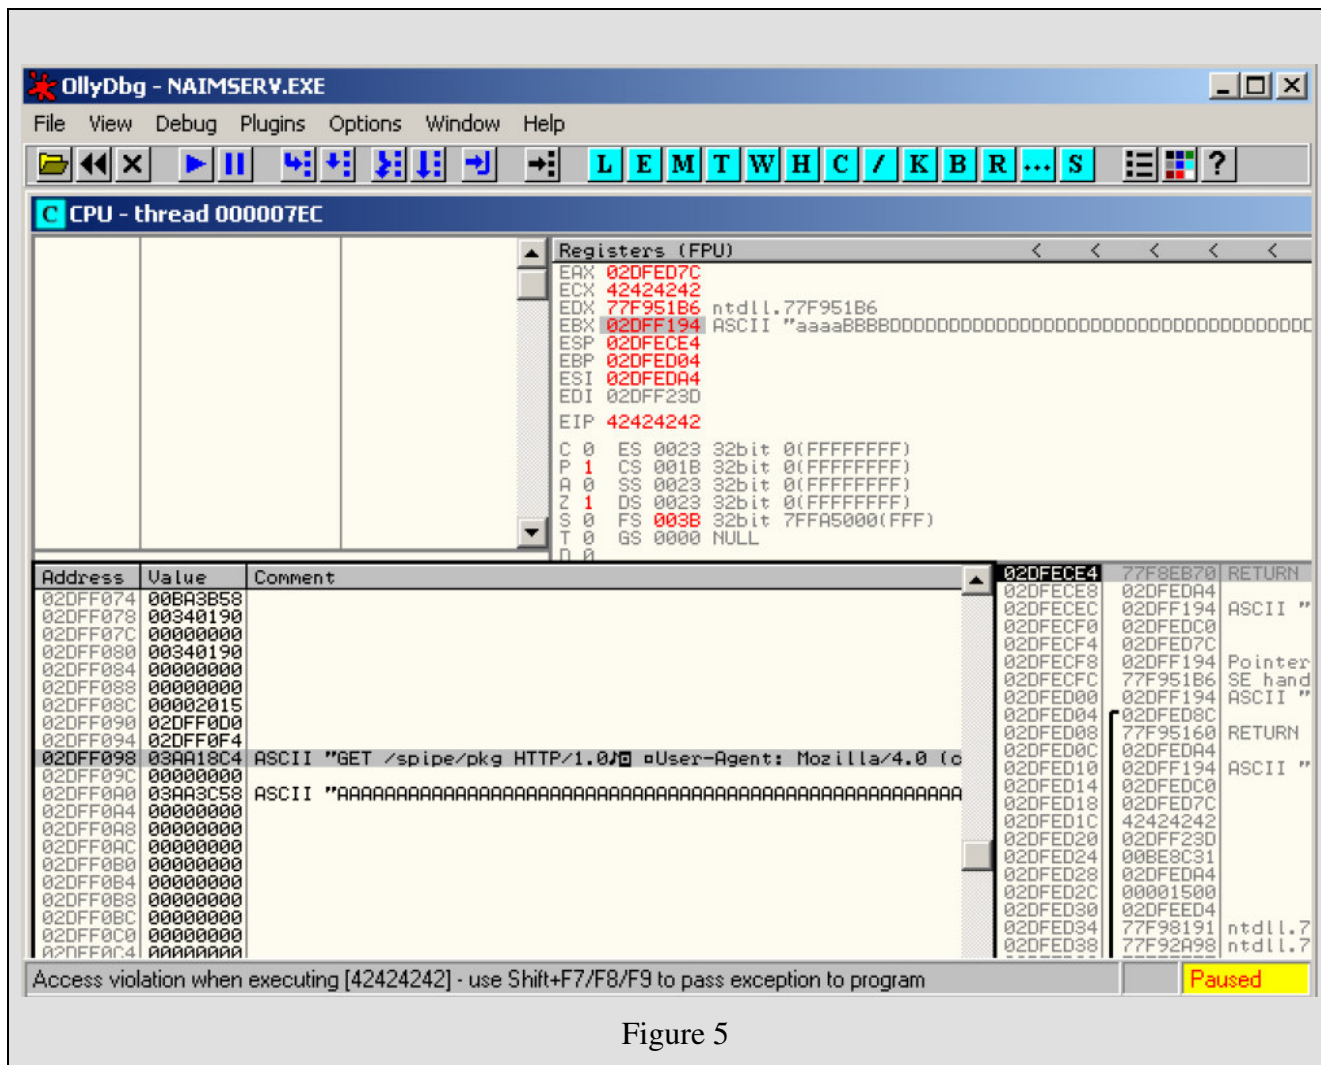 OllyDbg - NAIMSERV.EXE
File View Debug Plugins Options Window Help
L E M T W H C / K B R ... S ?
C CPU - thread 000007EC
Registers (FPU) < < < < <
EAX 02DFED7C
ECX 42424242
EDX 77F951B6 ntdll.77F951B6
EBX 02DFF194 ASCII "aaaaBBBBDDDDDDDDDDDDDDDDDDDDDDDDDDDDDDDDDDDDDDDDDD
ESP 02DFECE4
EBP 02DFED04
ESI 02DFEDA4
EDI 02DFF23D
EIP 42424242
C 0 ES 0023 32bit 0(FFFFFFFF)
P 1 CS 001B 32bit 0(FFFFFFFF)
A 0 SS 0023 32bit 0(FFFFFFFF)
Z 1 DS 0023 32bit 0(FFFFFFFF)
S 0 FS 003B 32bit 7FFA5000(FFF)
T 0 GS 0000 NULL
D 0
Address Value Comment
02DFF074 00BA3B58
02DFF078 00340190
02DFF07C 00000000
02DFF080 00340190
02DFF084 00000000
02DFF088 00000000
02DFF08C 00002015
02DFF090 02DFF0D0
02DFF094 02DFF0F4
02DFF098 03AA18C4 ASCII "GET /spipe/pkg HTTP/1.0♪◙ ¤User-Agent: Mozilla/4.0 (c
02DFF09C 00000000
02DFF0A0 03AA3C58 ASCII "AAAAAAAAAAAAAAAAAAAAAAAAAAAAAAAAAAAAAAAAAAAAAAAAAAAAAA
02DFF0A4 00000000
02DFF0A8 00000000
02DFF0AC 00000000
02DFF0B0 00000000
02DFF0B4 00000000
02DFF0B8 00000000
02DFF0BC 00000000
02DFF0C0 00000000
02DFF0C4 00000000
02DFECE4 77F8EB70 RETURN
02DFECE8 02DFEDA4
02DFECEC 02DFF194 ASCII "
02DFECF0 02DFEDC0
02DFECF4 02DFED7C
02DFECF8 02DFF194 Pointer
02DFECFC 77F951B6 SE hand
02DFED00 02DFF194 ASCII "
02DFED04 02DFED8C
02DFED08 77F95160 RETURN
02DFED0C 02DFEDA4
02DFED10 02DFF194 ASCII "
02DFED14 02DFEDC0
02DFED18 02DFED7C
02DFED1C 42424242
02DFED20 02DFF23D
02DFED24 00BE8C31
02DFED28 02DFEDA4
02DFED2C 00001500
02DFED30 02DFEED4
02DFED34 77F98191 ntdll.7
02DFED38 77F92A98 ntdll.7
Access violation when executing [42424242] - use Shift+F7/F8/F9 to pass exception to program
Paused
Figure 5